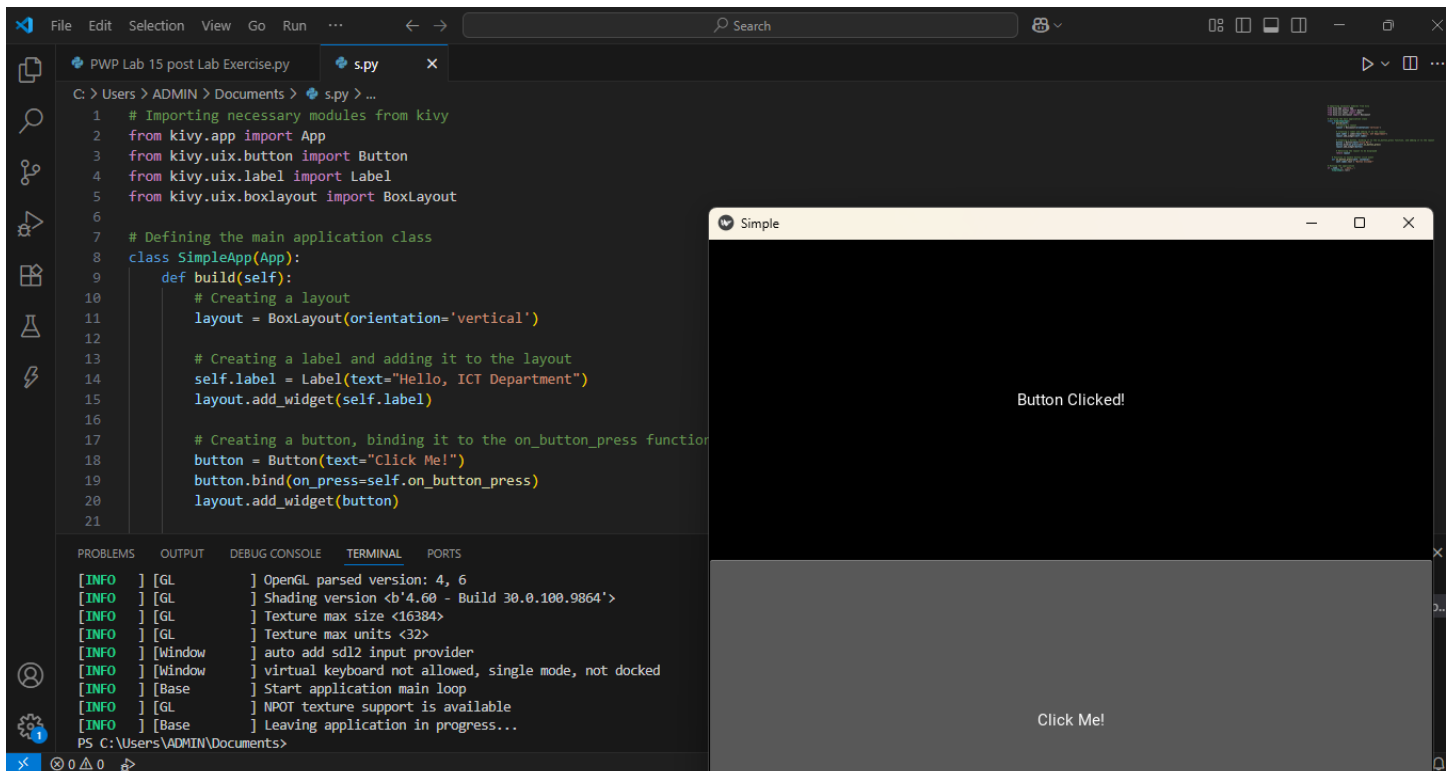 File Edit Selection View Go Run ··· Search
PWP Lab 15 post Lab Exercise.py s.py
C: > Users > ADMIN > Documents > s.py > ...
1 # Importing necessary modules from kivy
2 from kivy.app import App
3 from kivy.uix.button import Button
4 from kivy.uix.label import Label
5 from kivy.uix.boxlayout import BoxLayout
6
7 # Defining the main application class
8 class SimpleApp(App):
9 def build(self):
10 # Creating a layout
11 layout = BoxLayout(orientation='vertical')
12
13 # Creating a label and adding it to the layout
14 self.label = Label(text="Hello, ICT Department")
15 layout.add_widget(self.label)
16
17 # Creating a button, binding it to the on_button_press function
18 button = Button(text="Click Me!")
19 button.bind(on_press=self.on_button_press)
20 layout.add_widget(button)
21
Simple
Button Clicked!
Click Me!
PROBLEMS OUTPUT DEBUG CONSOLE TERMINAL PORTS
[INFO ] [GL ] OpenGL parsed version: 4, 6
[INFO ] [GL ] Shading version <b'4.60 - Build 30.0.100.9864'>
[INFO ] [GL ] Texture max size <16384>
[INFO ] [GL ] Texture max units <32>
[INFO ] [Window ] auto add sdl2 input provider
[INFO ] [Window ] virtual keyboard not allowed, single mode, not docked
[INFO ] [Base ] Start application main loop
[INFO ] [GL ] NPOT texture support is available
[INFO ] [Base ] Leaving application in progress...
PS C:\Users\ADMIN\Documents>
1
0 0